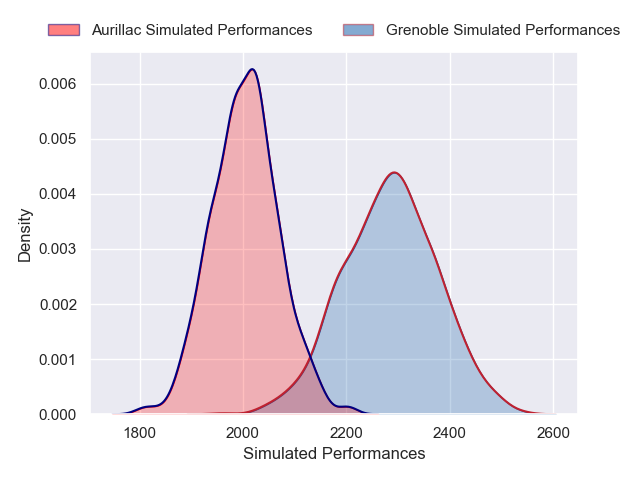 Aurillac Simulated Performances Grenoble Simulated Performances
0.006
0.005
0.004
0.003
0.002
0.001
0.000
Density
1800 2000 2200 2400 2600
Simulated Performances